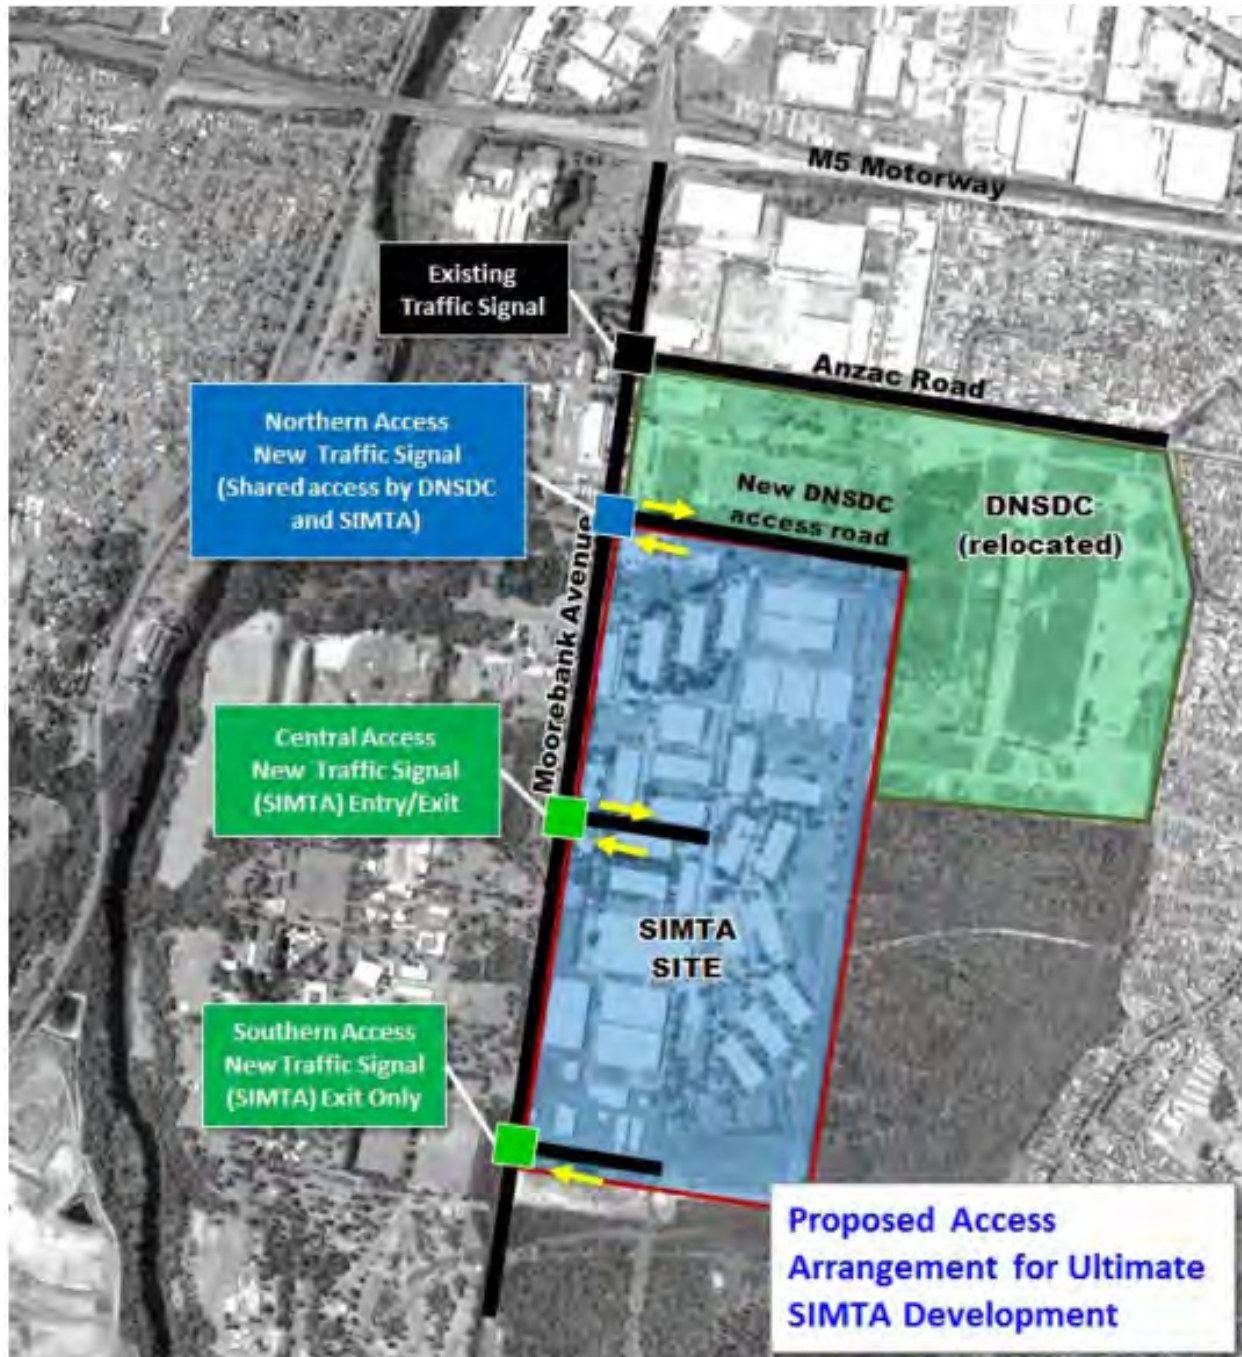 M5 Motorway
Existing
Traffic Signal
Anzac Road
Northern Access
New Traffic Signal
(Shared access by DNSDC
and SIMTA)
New DNSDC
access road
DNSDC
(relocated)
Moorebank Avenue
Central Access
New Traffic Signal
(SIMTA) Entry/Exit
SIMTA
SITE
Southern Access
New Traffic Signal
(SIMTA) Exit Only
Proposed Access
Arrangement for Ultimate
SIMTA Development